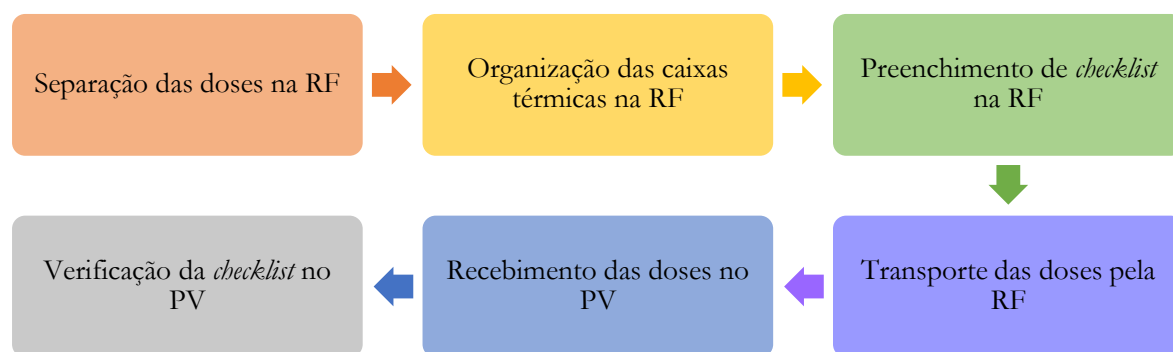 Separação das doses na RF
Organização das caixas
térmicas na RF
Preenchimento de checklist
na RF
Transporte das doses pela
RF
Recebimento das doses no
PV
Verificação da checklist no
PV